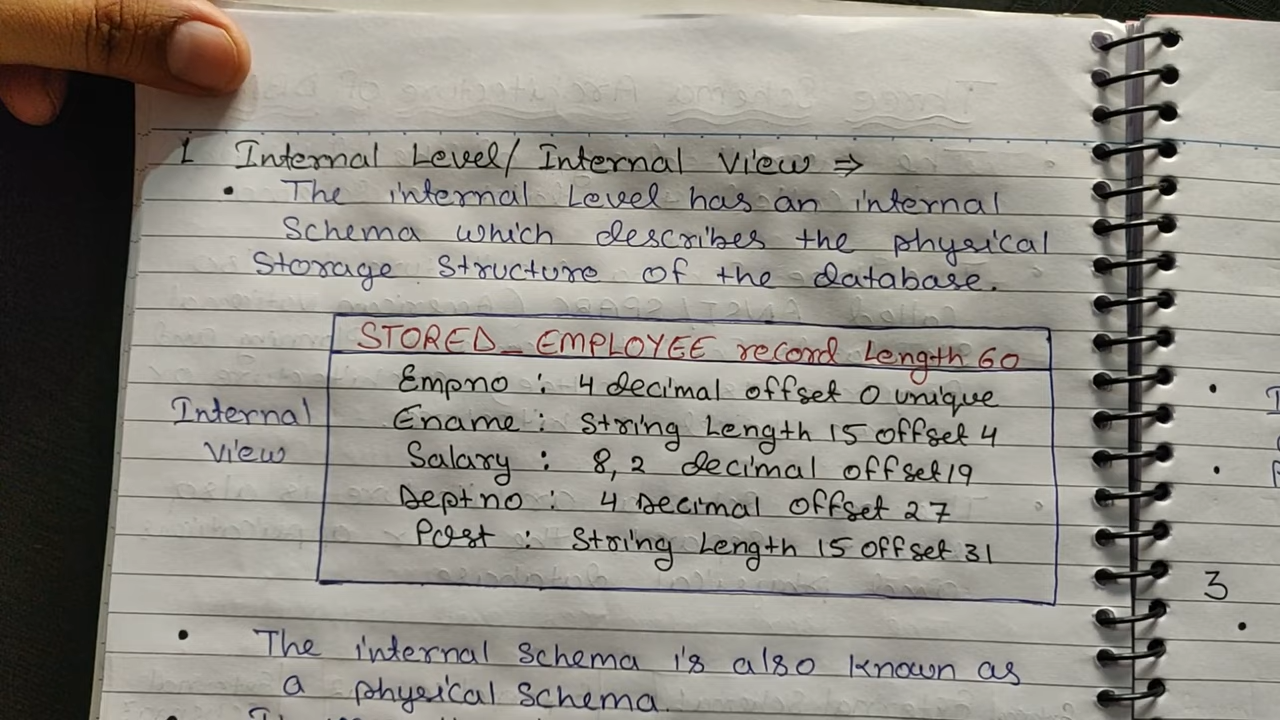 1 Internal Level/ Internal View ⇒
• The internal Level has an internal
Schema which describes the physical
Storage structure of the database.
STORED_EMPLOYEE record Length 60
Empno : 4 decimal offset 0 unique
Ename : String Length 15 offset 4
Salary : 8,2 decimal offset 19
Deptno : 4 Decimal offset 27
Post : String Length 15 offset 31
Internal
View
• The internal schema is also known as
a physical schema.
3